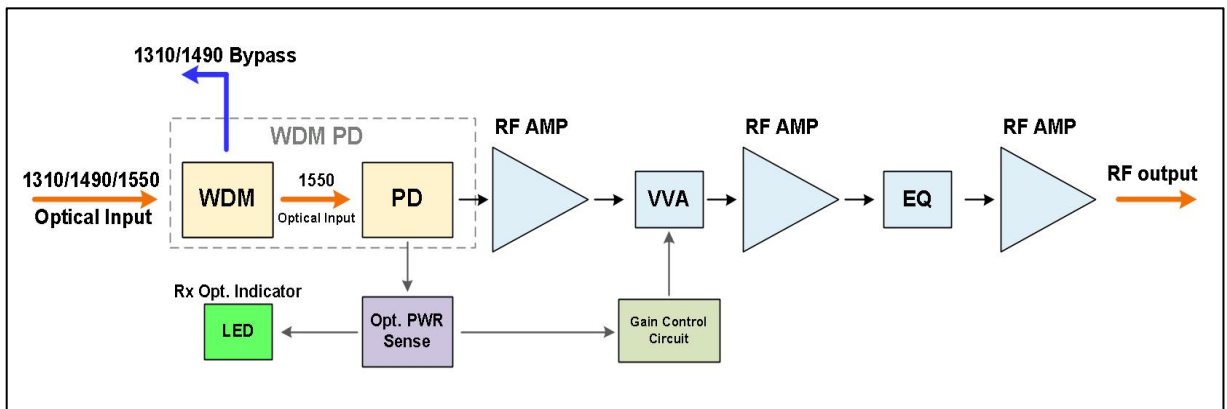 1310/1490 Bypass
WDM PD
RF AMP
RF AMP
RF AMP
1310/1490/1550
Optical Input
WDM
1550
Optical Input
PD
VVA
EQ
RF output
Rx Opt. Indicator
LED
Opt. PWR
Sense
Gain Control
Circuit